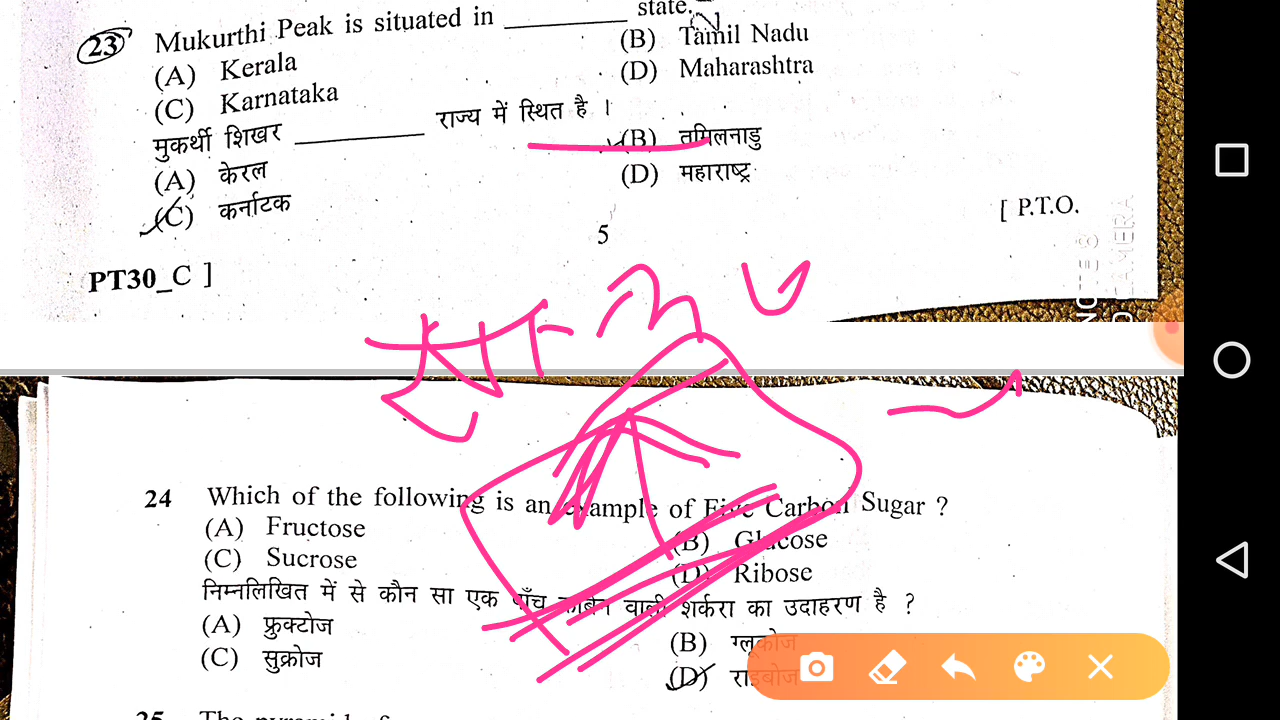 23 Mukurthi Peak is situated in ________ state.
(A) Kerala (B) Tamil Nadu
(C) Karnataka (D) Maharashtra
मुकर्थी शिखर ________ राज्य में स्थित है ।
(A) केरल (B) तमिलनाडु
(C) कर्नाटक (D) महाराष्ट्र
5 [ P.T.O.
PT30_C ]
24 Which of the following is an example of Five Carbon Sugar ?
(A) Fructose (B) Glucose
(C) Sucrose (D) Ribose
निम्नलिखित में से कौन सा एक पाँच कार्बन वाली शर्करा का उदाहरण है ?
(A) फ्रुक्टोज (B) ग्लूकोज
(C) सुक्रोज (D) राइबोज